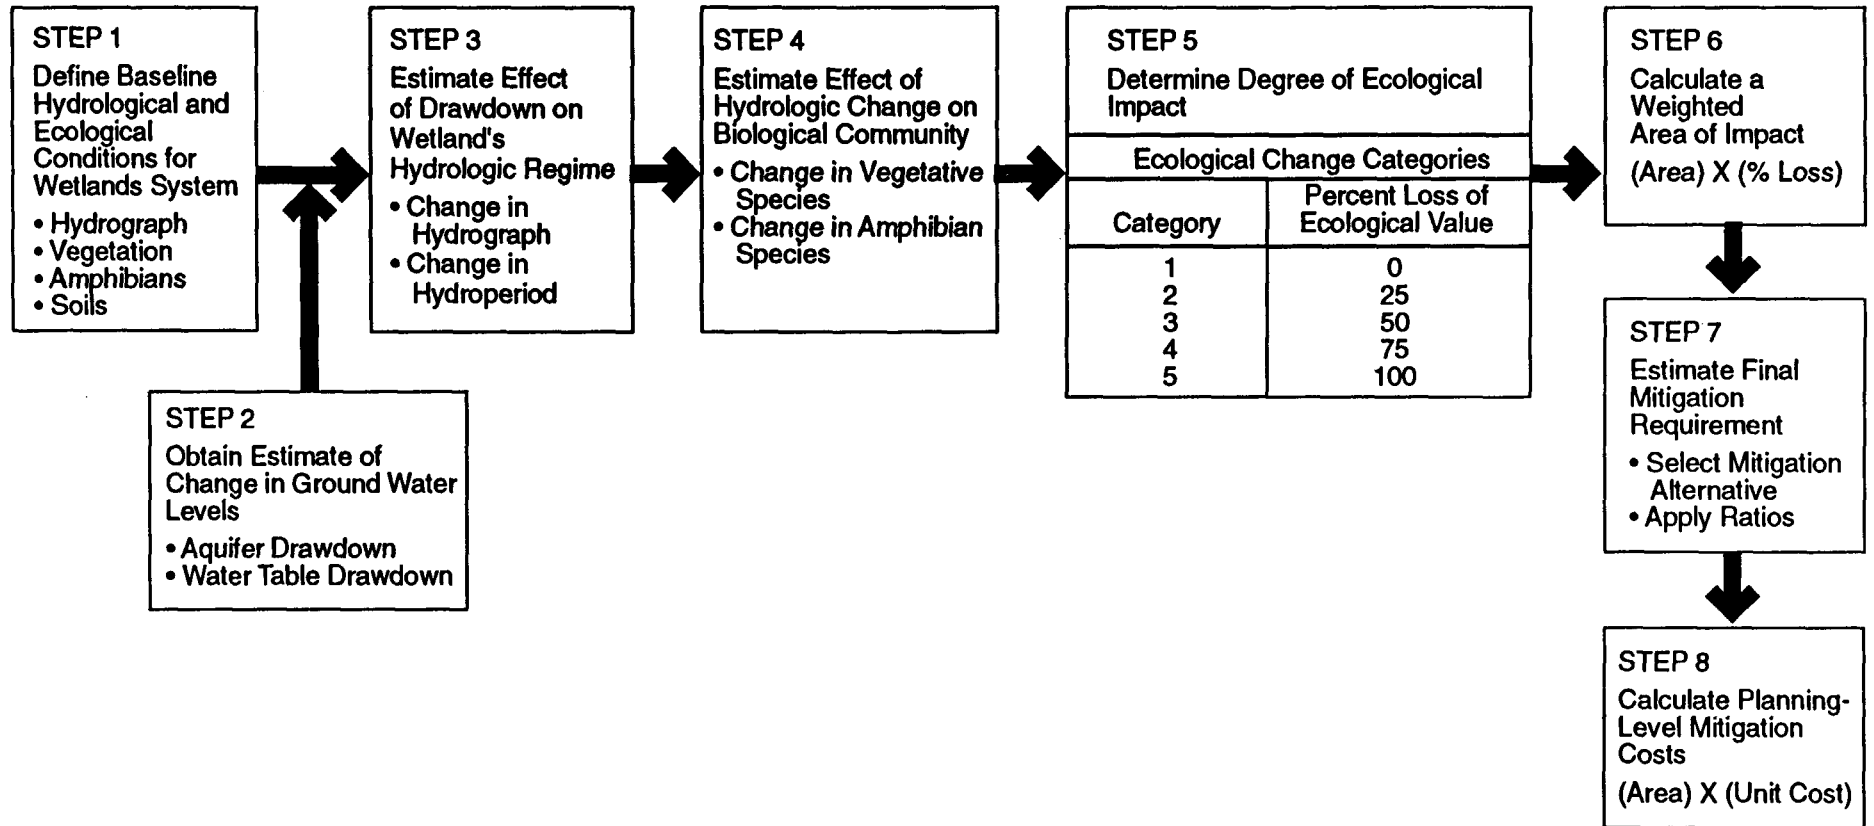 STEP 1
Define Baseline
Hydrological and
Ecological
Conditions for
Wetlands System
• Hydrograph
• Vegetation
• Amphibians
• Soils
STEP 2
Obtain Estimate of
Change in Ground Water
Levels
• Aquifer Drawdown
• Water Table Drawdown
STEP 3
Estimate Effect
of Drawdown on
Wetland's
Hydrologic Regime
• Change in
Hydrograph
• Change in
Hydroperiod
STEP 4
Estimate Effect of
Hydrologic Change on
Biological Community
• Change in Vegetative
Species
• Change in Amphibian
Species
STEP 5
Determine Degree of Ecological
Impact
Ecological Change Categories
Category
Percent Loss of
Ecological Value
1 0
2 25
3 50
4 75
5 100
STEP 6
Calculate a
Weighted
Area of Impact
(Area) X (% Loss)
STEP 7
Estimate Final
Mitigation
Requirement
• Select Mitigation
Alternative
• Apply Ratios
STEP 8
Calculate Planning-
Level Mitigation
Costs
(Area) X (Unit Cost)